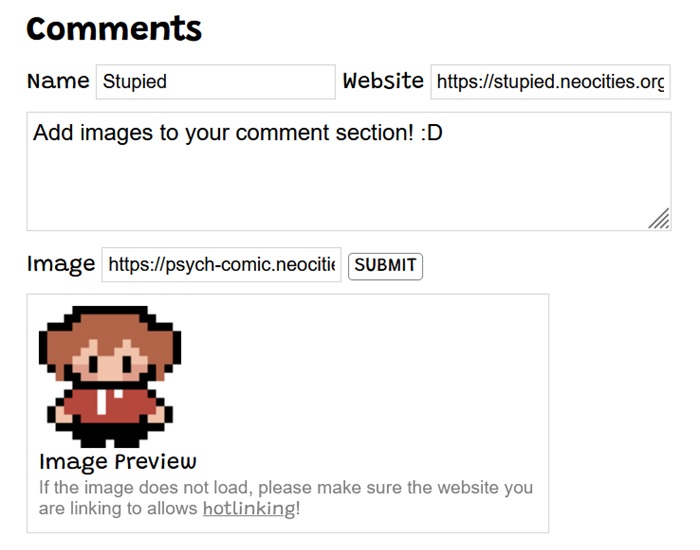 Comments
Name Stupied Website https://stupied.neocities.org
Add images to your comment section! :D
Image https://psych-comic.neocitie
SUBMIT
Image Preview
If the image does not load, please make sure the website you
are linking to allows hotlinking!